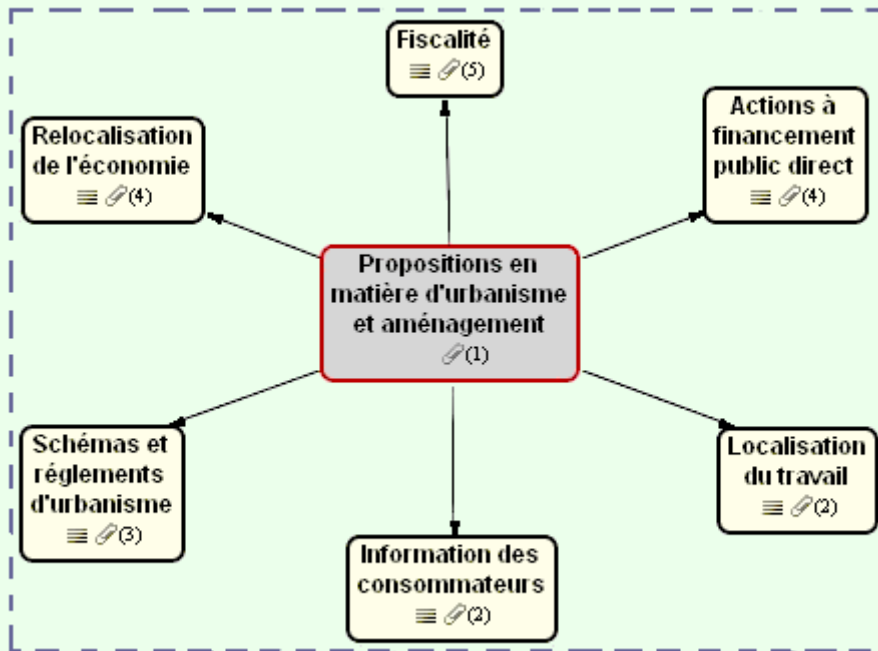 Fiscalité
(5)
Relocalisation
de l'économie
(4)
Actions à
financement
public direct
(4)
Propositions en
matière d'urbanisme
et aménagement
(1)
Schémas et
réglements
d'urbanisme
(3)
Localisation
du travail
(2)
Information des
consommateurs
(2)